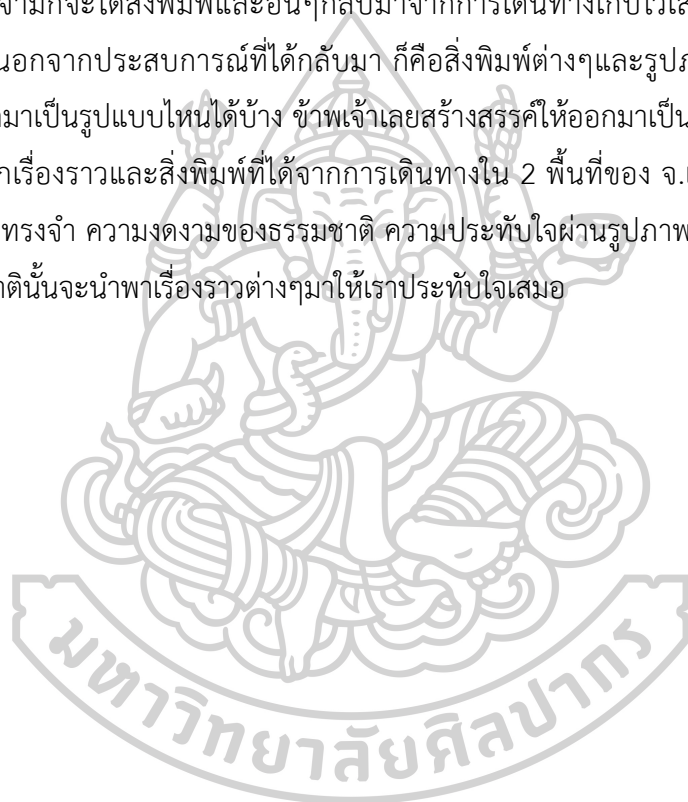 จำมักจะได้สิ่งพิมพ์และอื่นๆกลับมาจากการเดินทางเก็บไว้เส
นอกจากประสบการณ์ที่ได้กลับมา ก็คือสิ่งพิมพ์ต่างๆและรูปภ
มาเป็นรูปแบบไหนได้บ้าง ข้าพเจ้าเลยสร้างสรรค์ให้ออกมาเป็น
กเรื่องราวและสิ่งพิมพ์ที่ได้จากการเดินทางใน 2 พื้นที่ของ จ.เ
ทรงจำ ความงดงามของธรรมชาติ ความประทับใจผ่านรูปภาพ
าตินั้นจะนำพาเรื่องราวต่างๆมาให้เราประทับใจเสมอ
มหาวิทยาลัยศิลปากร